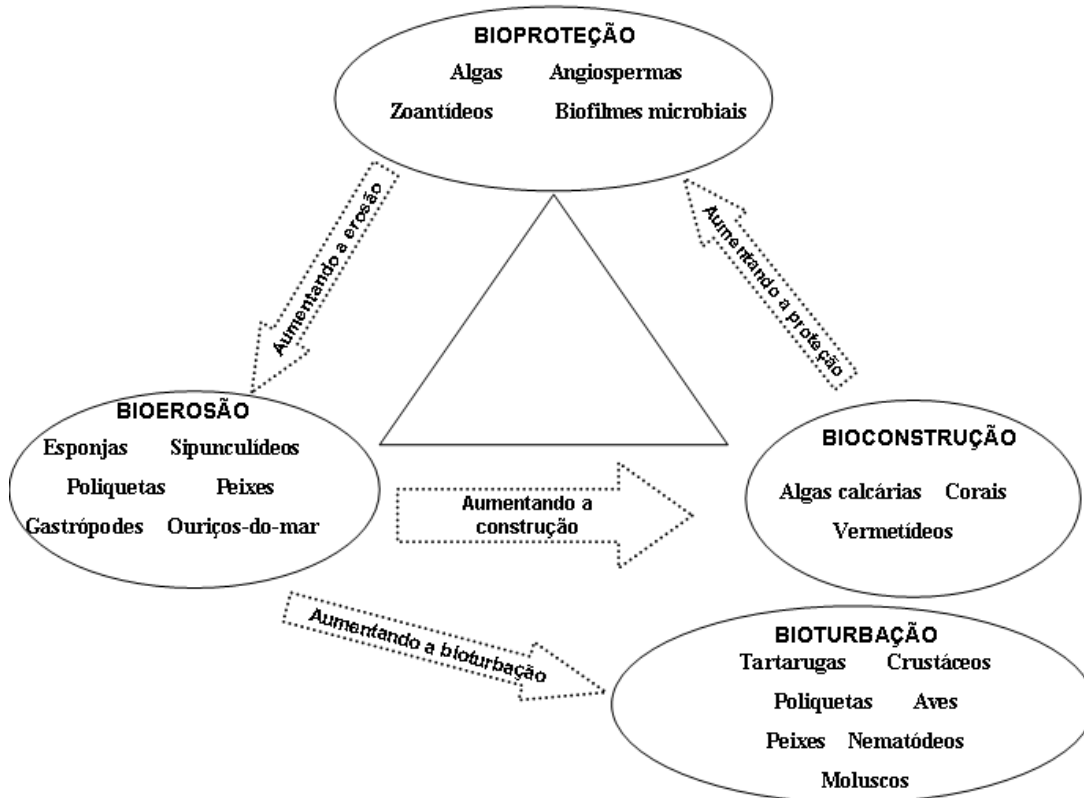 BIOPROTEÇÃO
Algas Angiospermas
Zoantídeos Biofilmes microbiais
Aumentando a erosão
Aumentando a proteção
BIOEROSÃO
Esponjas Sipunculídeos
Poliquetas Peixes
Gastrópodes Ouriços-do-mar
Aumentando a
construção
BIOCONSTRUÇÃO
Algas calcárias Corais
Vermetídeos
Aumentando a bioturbação
BIOTURBAÇÃO
Tartarugas Crustáceos
Poliquetas Aves
Peixes Nematódeos
Moluscos